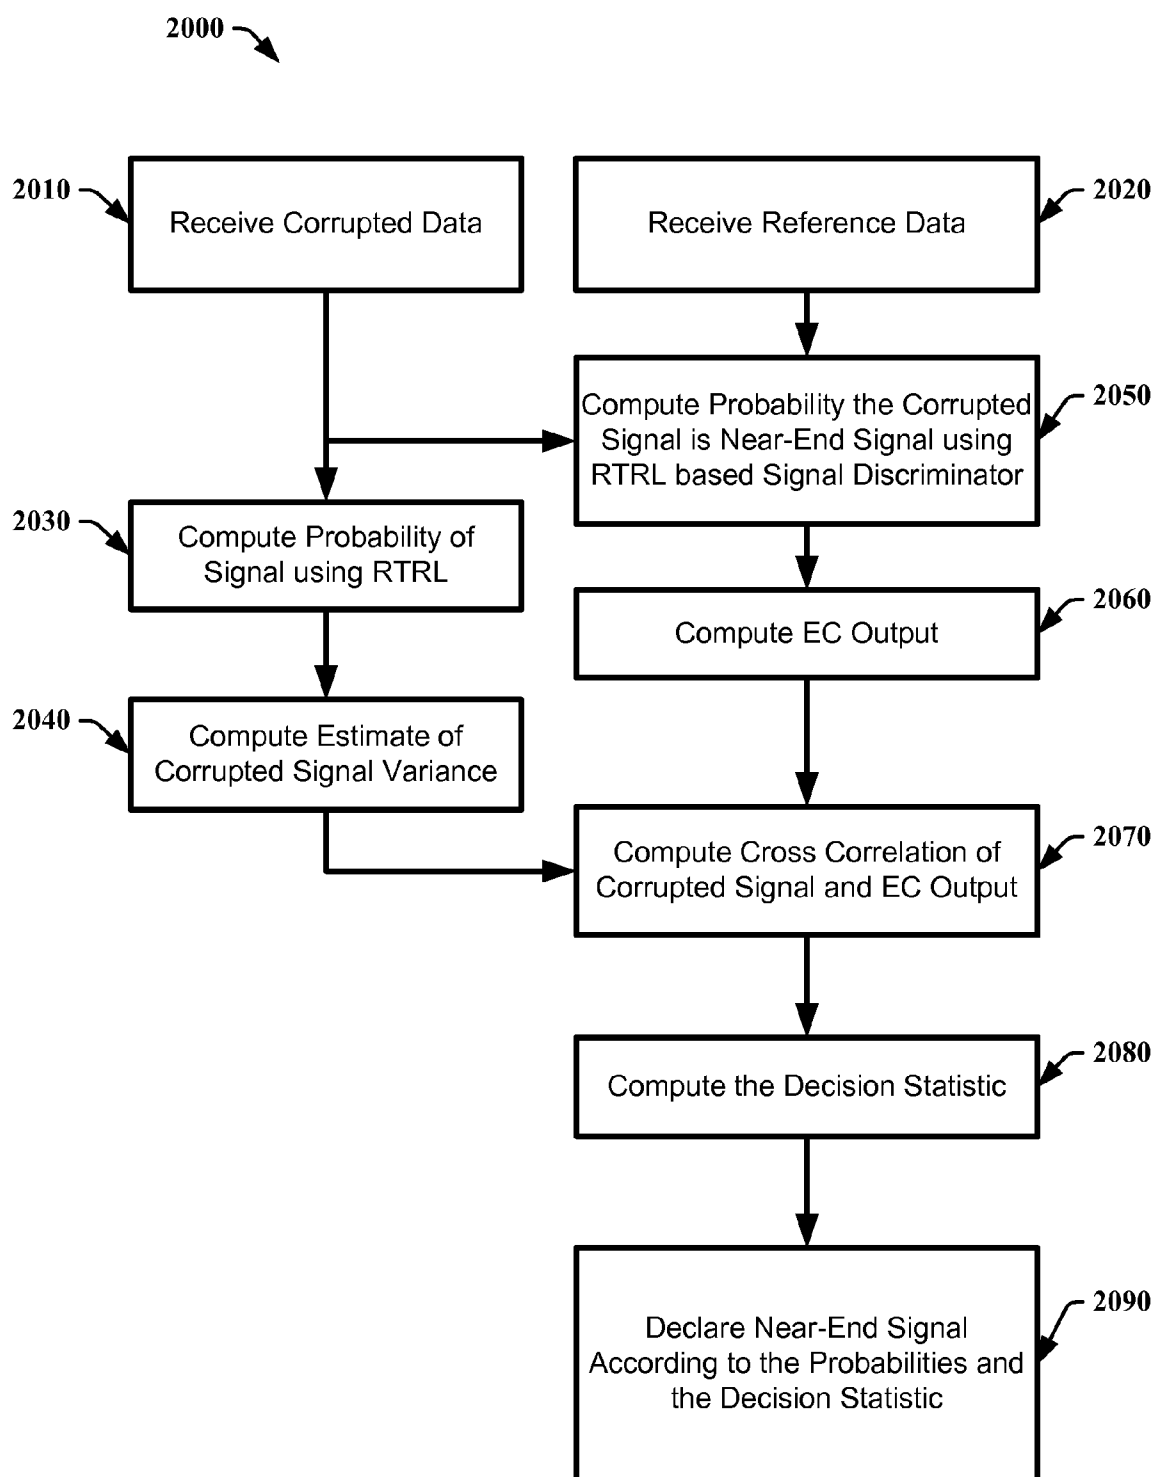 2000
2010
Receive Corrupted Data
Receive Reference Data
2020
Compute Probability the Corrupted
Signal is Near-End Signal using
RTRL based Signal Discriminator
2050
2030
Compute Probability of
Signal using RTRL
Compute EC Output
2060
2040
Compute Estimate of
Corrupted Signal Variance
Compute Cross Correlation of
Corrupted Signal and EC Output
2070
Compute the Decision Statistic
2080
Declare Near-End Signal
According to the Probabilities and
the Decision Statistic
2090